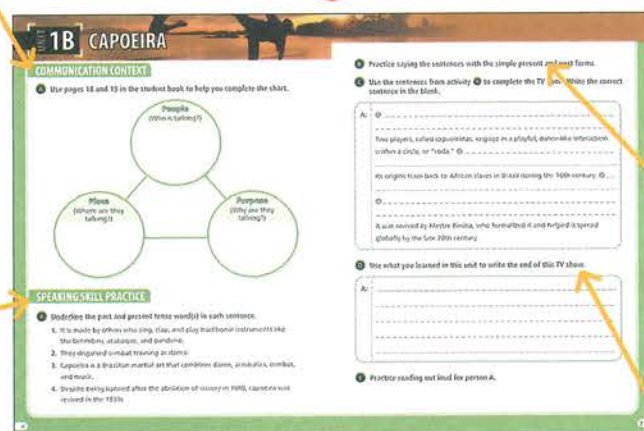 UNIT 1B CAPOEIRA
COMMUNICATION CONTEXT
A Use pages 18 and 19 in the student book to help you complete the chart.
People
(Who is talking?)
Place
(Where are they
talking?)
Purpose
(Why are they
talking?)
SPEAKING SKILL PRACTICE
A Underline the past and present tense word(s) in each sentence.
1. It is made by others who sing, clap, and play traditional instruments like
the berimbau, atabaque, and pandeiro.
2. They disguised combat training as dance.
3. Capoeira is a Brazilian martial art that combines dance, acrobatics, combat,
and music.
4. Despite being banned after the abolition of slavery in 1888, capoeira was
revived in the 1930s
B Practice saying the sentences with the simple present and past forms.
C Use the sentences from activity A to complete the TV show. Write the correct
sentence in the blank.
A:
Two players, called capoeiristas, engage in a playful, dance-like interaction
within a circle, or "roda."
Its origins trace back to African slaves in Brazil during the 16th century.
It was revived by Mestre Bimba, who formalized it and helped it spread
globally by the late 20th century.
D Use what you learned in this unit to write the end of this TV show.
A:
E Practice reading out loud for person A.